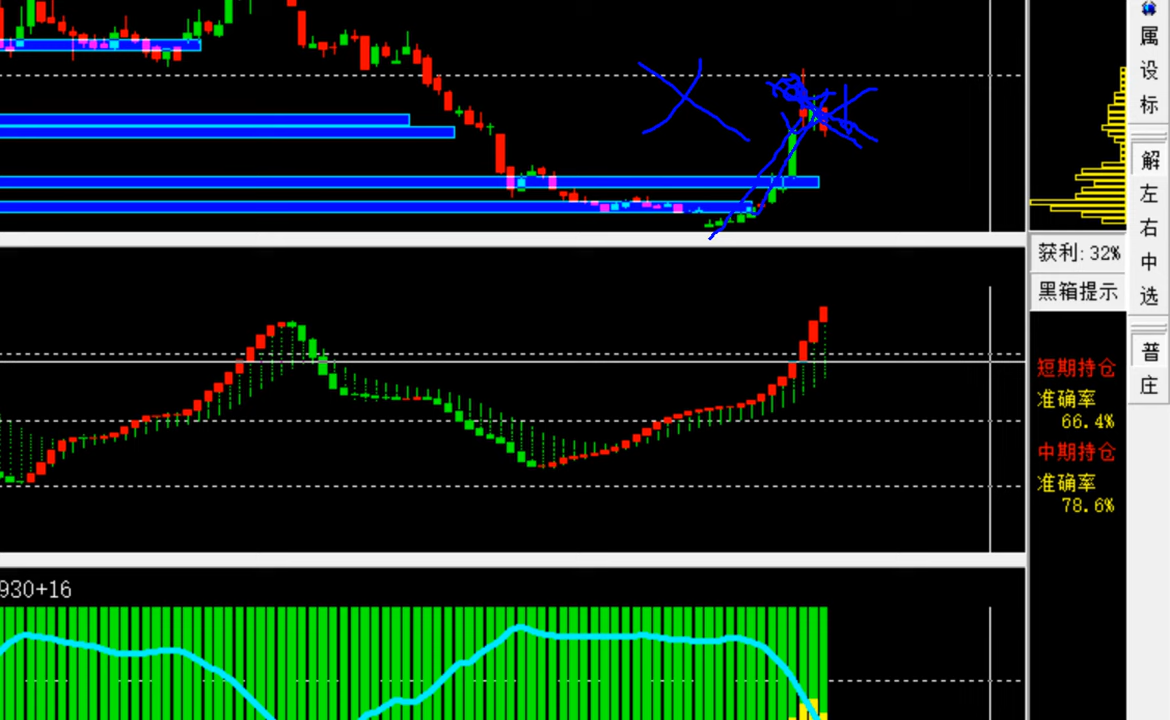 属
设
标
解
左
右
中
选
普
庄
获利: 32%
黑箱提示
短期持仓
准确率
66.4%
中期持仓
准确率
78.6%
930+16